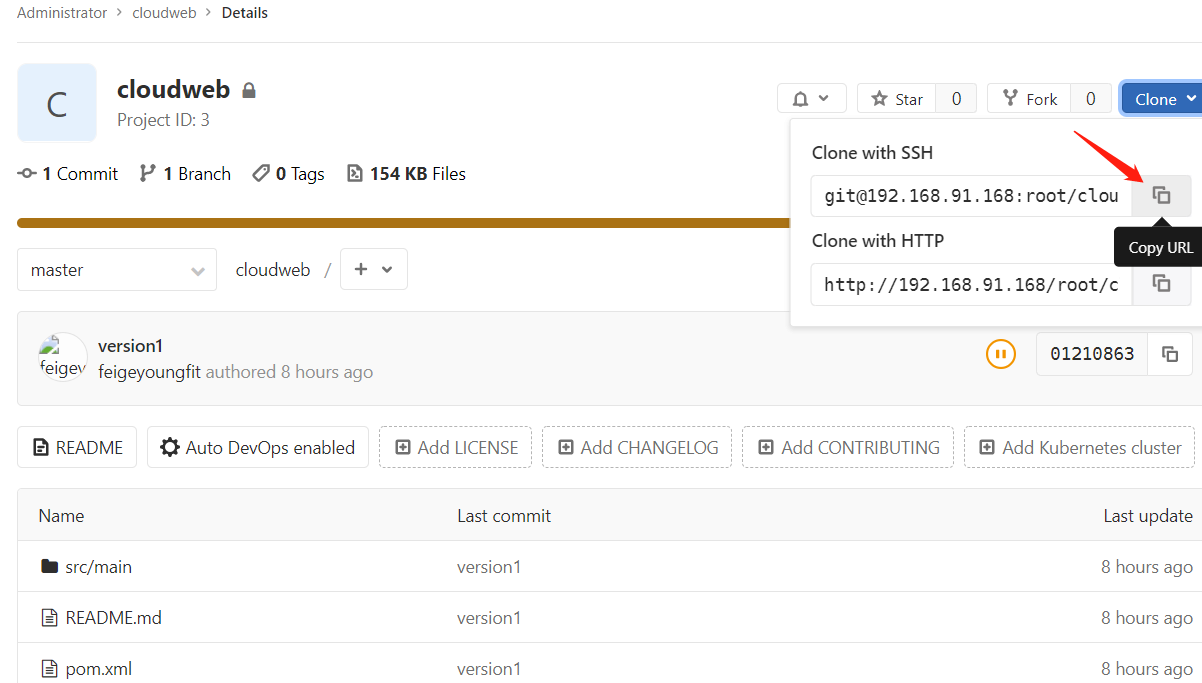 Administrator > cloudweb > Details
C
cloudweb
Project ID: 3
Star 0 Fork 0 Clone
1 Commit 1 Branch 0 Tags 154 KB Files
Clone with SSH
git@192.168.91.168:root/clou
Copy URL
Clone with HTTP
http://192.168.91.168/root/c
master cloudweb / +
feigey
version1
feigeyoungfit authored 8 hours ago
01210863
README Auto DevOps enabled Add LICENSE Add CHANGELOG Add CONTRIBUTING Add Kubernetes cluster
Name Last commit Last update
src/main version1 8 hours ago
README.md version1 8 hours ago
pom.xml version1 8 hours ago